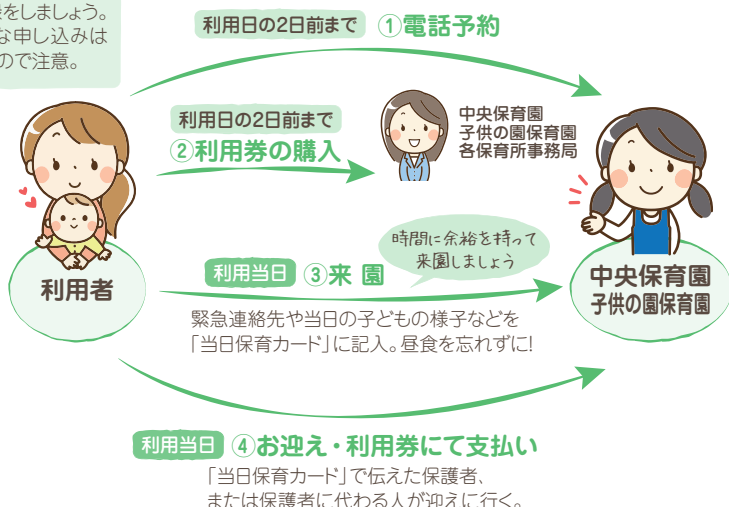 をしましょう。
な申し込みは
ので注意。
利用日の2日前まで ①電話予約
利用日の2日前まで
②利用券の購入
中央保育園
子供の園保育園
各保育所事務局
時間に余裕を持って
来園しましょう
利用当日 ③来 園
利用者
中央保育園
子供の園保育園
緊急連絡先や当日の子どもの様子などを
「当日保育カード」に記入。昼食を忘れずに!
利用当日 ④お迎え・利用券にて支払い
「当日保育カード」で伝えた保護者、
または保護者に代わる人が迎えに行く。